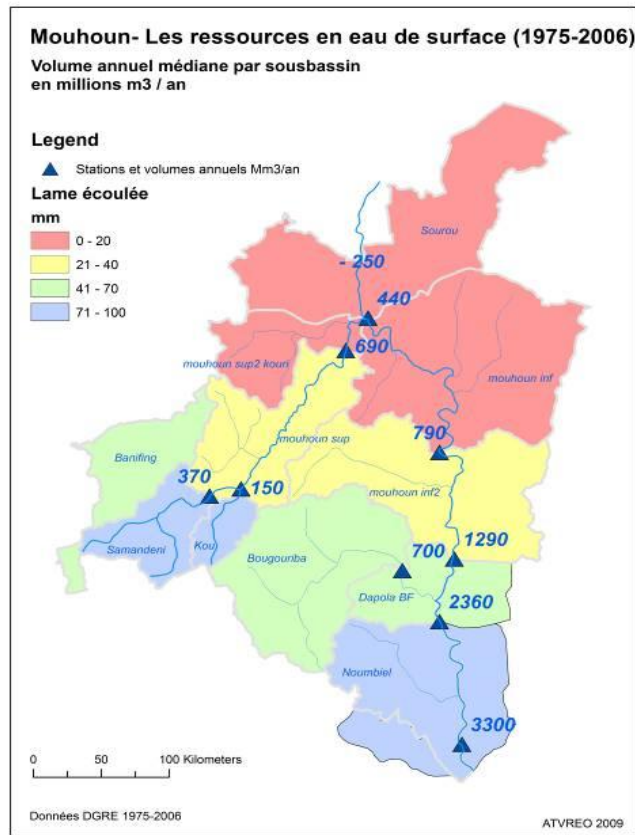 Mouhoun- Les ressources en eau de surface (1975-2006)
Volume annuel médiane par sousbassin
en millions m3 / an
Legend
Stations et volumes annuels Mm3/an
Lame écoulée
mm
0 - 20
21 - 40
41 - 70
71 - 100
Sourou
- 250
440
690
mouhoun sup2 kouri
mouhoun inf
mouhoun sup
790
Banifing
370
150
mouhoun inf2
Samandeni
Kou
Bougouriba
700
1290
Dapola BF
2360
Noumbiel
3300
0 50 100 Kilometers
Données DGRE 1975-2006
ATVREO 2009